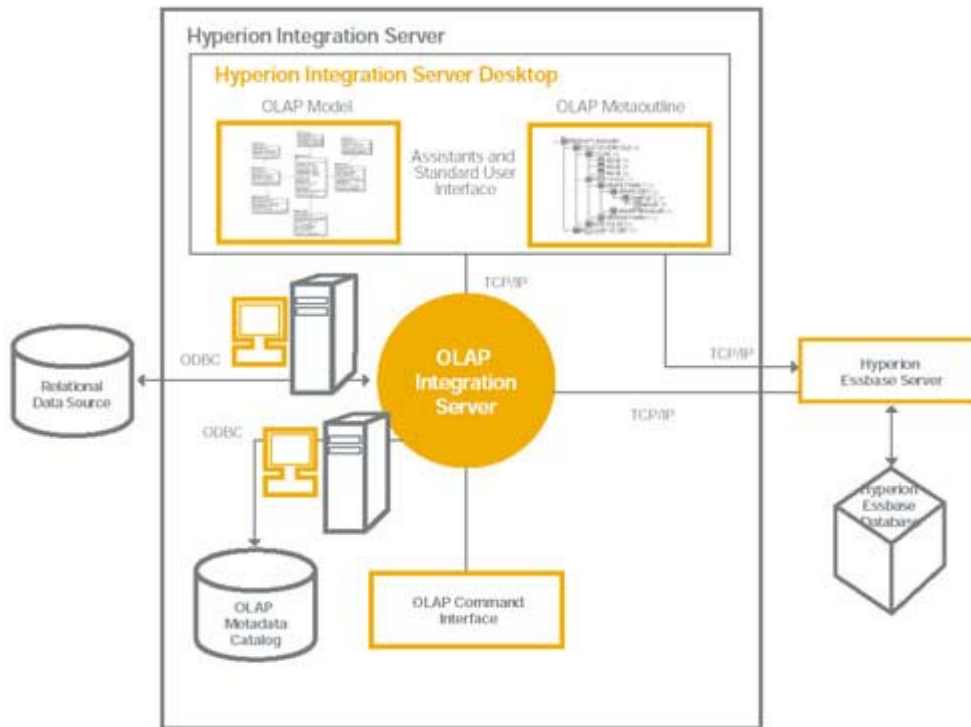 Hyperion Integration Server
Hyperion Integration Server Desktop
OLAP Model
OLAP Metaoutline
Assistants and
Standard User
Interface
TCP/IP
ODBC
Relational
Data Source
OLAP
Integration
Server
TCP/IP
Hyperion
Essbase Server
TCP/IP
ODBC
Hyperion
Essbase
Database
OLAP
Metadata
Catalog
OLAP Command
Interface